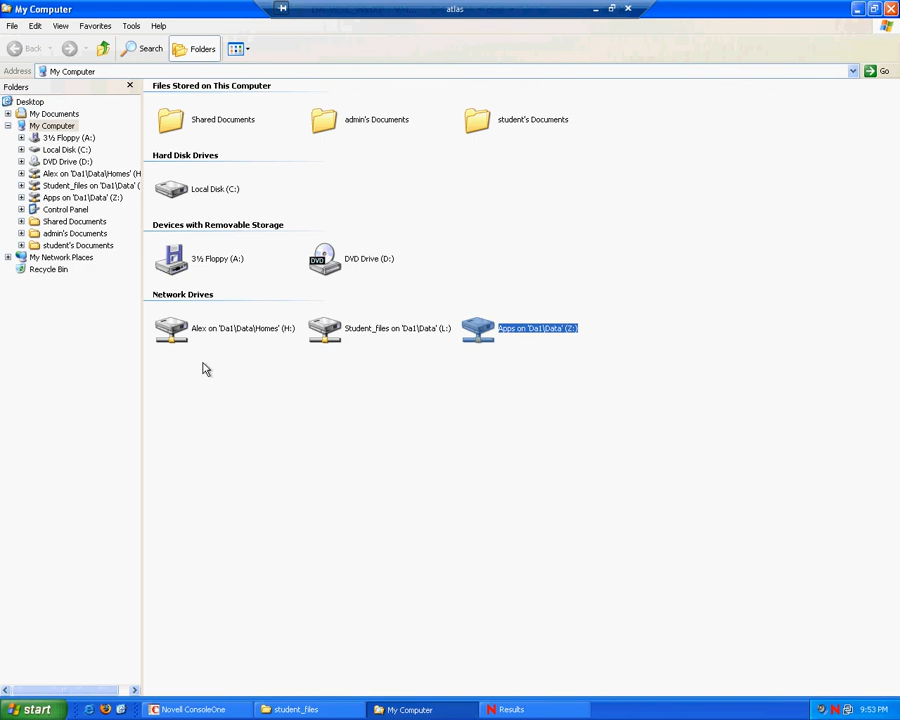 My Computer
atlas
File Edit View Favorites Tools Help
Back Search Folders
Address My Computer Go
Folders
Desktop
My Documents
My Computer
3½ Floppy (A:)
Local Disk (C:)
DVD Drive (D:)
Alex on 'Da1\Data\Homes' (H
Student_files on 'Da1\Data' (
Apps on 'Da1\Data' (Z:)
Control Panel
Shared Documents
admin's Documents
student's Documents
My Network Places
Recycle Bin
Files Stored on This Computer
Shared Documents admin's Documents student's Documents
Hard Disk Drives
Local Disk (C:)
Devices with Removable Storage
3½ Floppy (A:) DVD DVD Drive (D:)
Network Drives
Alex on 'Da1\Data\Homes' (H:) Student_files on 'Da1\Data' (L:) Apps on 'Da1\Data' (Z:)
start Novell ConsoleOne student_files My Computer N Results N 9:53 PM